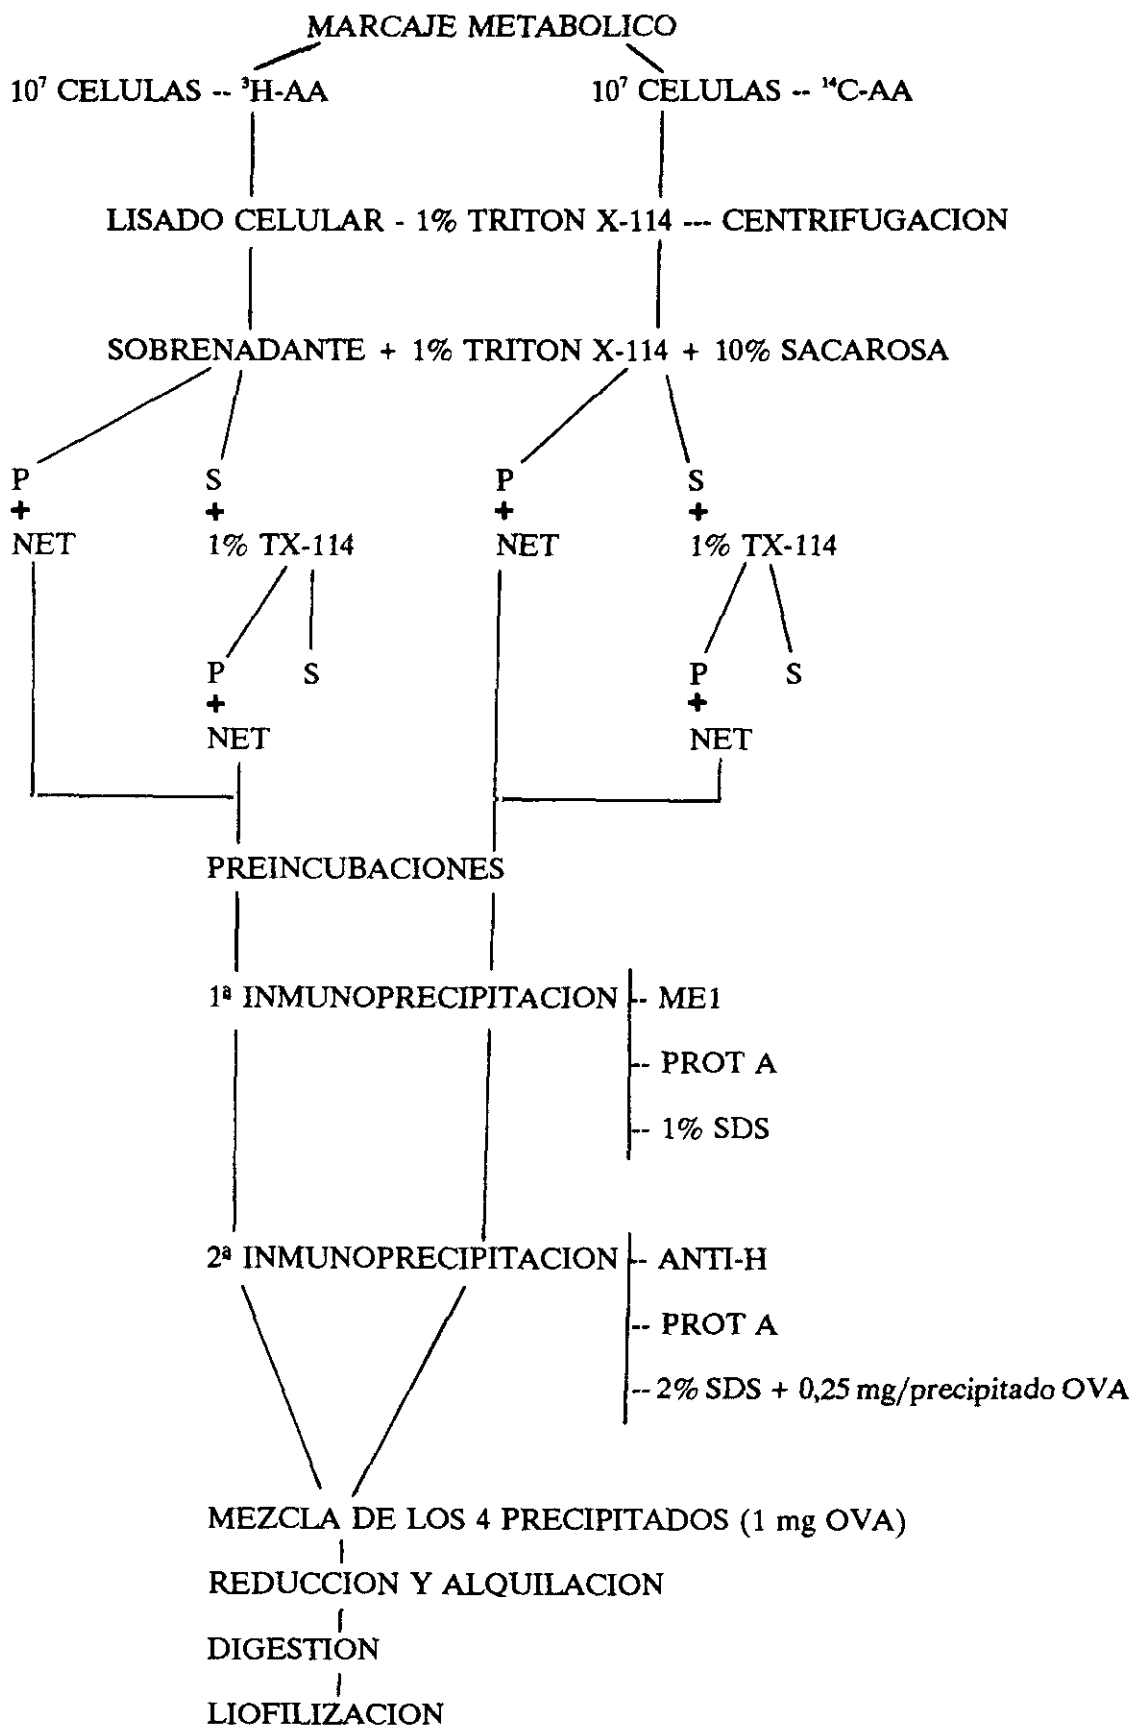 MARCAJE METABOLICO
10⁷ CELULAS -- ³H-AA
10⁷ CELULAS -- ¹⁴C-AA
LISADO CELULAR - 1% TRITON X-114 --- CENTRIFUGACION
SOBRENADANTE + 1% TRITON X-114 + 10% SACAROSA
P S P S
+ + + +
NET 1% TX-114 NET 1% TX-114
P S P S
+ +
NET NET
PREINCUBACIONES
1ª INMUNOPRECIPITACION -- ME1
-- PROT A
-- 1% SDS
2ª INMUNOPRECIPITACION -- ANTI-H
-- PROT A
-- 2% SDS + 0,25 mg/precipitado OVA
MEZCLA DE LOS 4 PRECIPITADOS (1 mg OVA)
REDUCCION Y ALQUILACION
DIGESTION
LIOFILIZACION